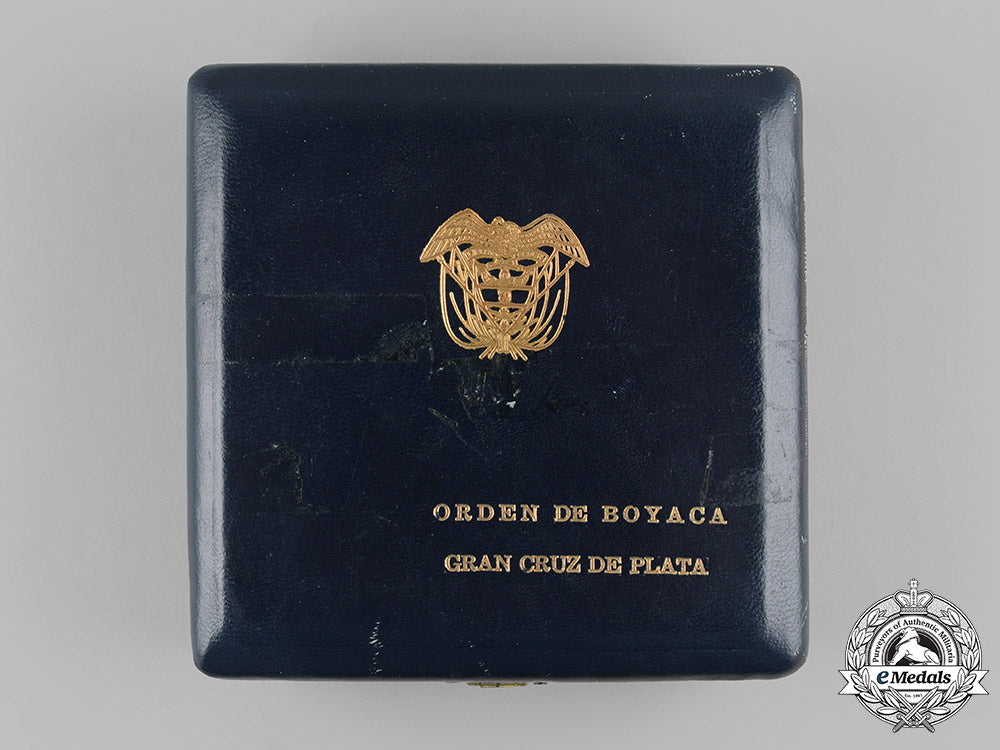 ORDEN DE BOYACA
GRAN CRUZ DE PLATA
Purveyors of Authentic Militaria
eMedals